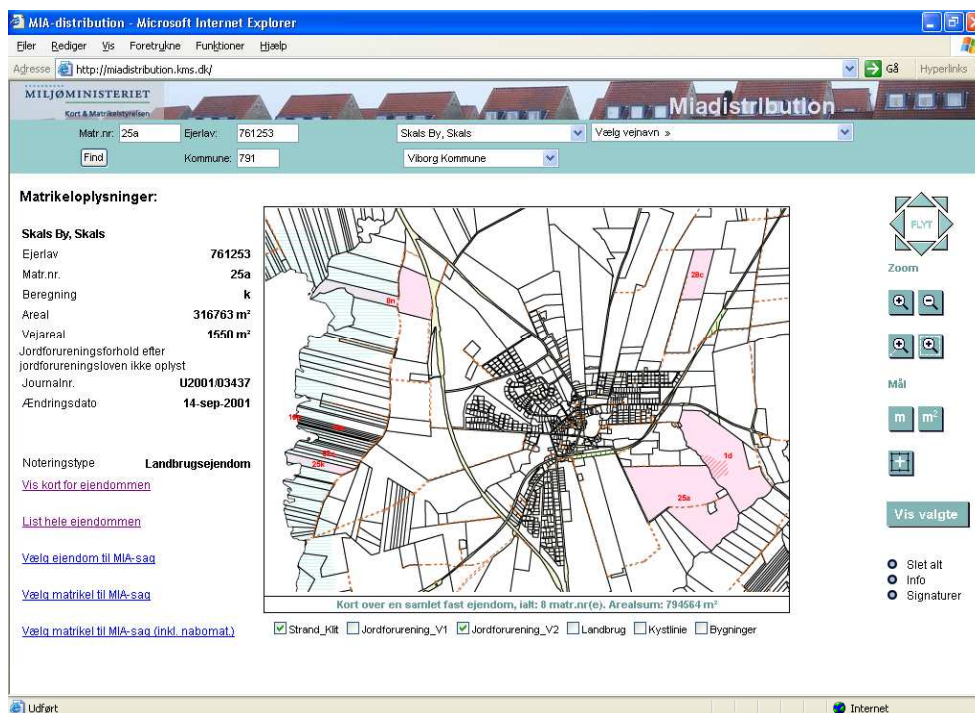 MIA-distribution - Microsoft Internet Explorer
Filer Rediger Vis Foretrykne Funktioner Hjælp
Adresse http://miadistribution.kms.dk/ Gå Hyperlinks
MILJØMINISTERIET
Kort & Matrikelstyrelsen
Miadistribution
Matr.nr: 25a Ejerlav: 761253 Skals By, Skals Vælg vejnavn »
Find Kommune: 791 Viborg Kommune
Matrikeloplysninger:
Skals By, Skals
Ejerlav 761253
Matr.nr. 25a
Beregning k
Areal 316763 m²
Vejareal 1550 m²
Jordforureningsforhold efter
jordforureningsloven ikke oplyst
Journalnr. U2001/03437
Ændringsdato 14-sep-2001
Noteringstype Landbrugsejendom
Vis kort for ejendommen
List hele ejendommen
Vælg ejendom til MIA-sag
Vælg matrikel til MIA-sag
Vælg matrikel til MIA-sag (inkl. nabomat.)
8n
28c
25k
1d
25a
Kort over en samlet fast ejendom, ialt: 8 matr.nr(e). Arealsum: 794564 m²
Strand_Klit Jordforurening_V1 Jordforurening_V2 Landbrug Kystlinie Bygninger
FLYT
Zoom
Mål
m m²
Vis valgte
Slet alt
Info
Signaturer
Udført Internet